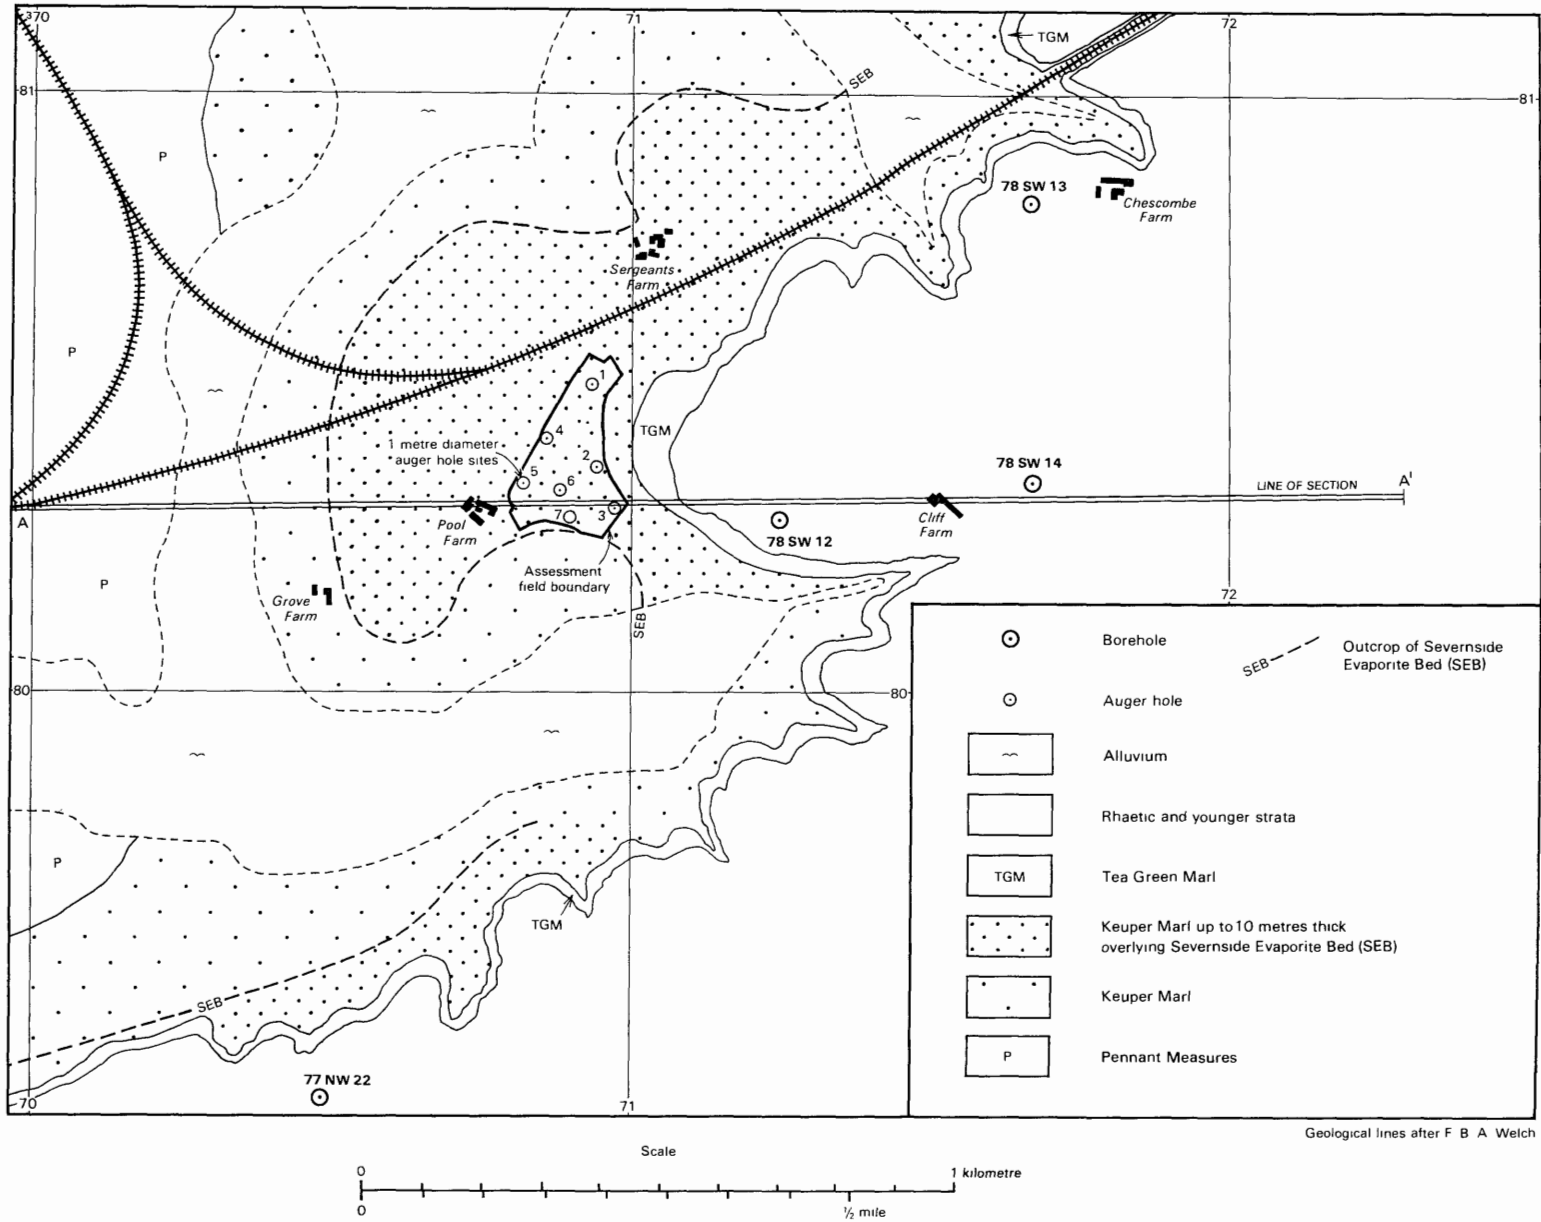 370
71
72
TGM
SEB
81
81
P
78 SW 13
Chescombe
Farm
Sergeants
Farm
P
1
TGM
4
1 metre diameter
auger hole sites
2
5
6
78 SW 14
A'
LINE OF SECTION
A
Pool
Farm
7
3
78 SW 12
Cliff
Farm
Assessment
field boundary
P
Grove
Farm
SEB
72
80
80
Borehole
SEB
Outcrop of Severnside
Evaporite Bed (SEB)
Auger hole
Alluvium
Rhaetic and younger strata
P
TGM
Tea Green Marl
TGM
Keuper Marl up to 10 metres thick
overlying Severnside Evaporite Bed (SEB)
SEB
Keuper Marl
P
Pennant Measures
77 NW 22
70
71
Geological lines after F B A Welch
Scale
0
1 kilometre
0
½ mile